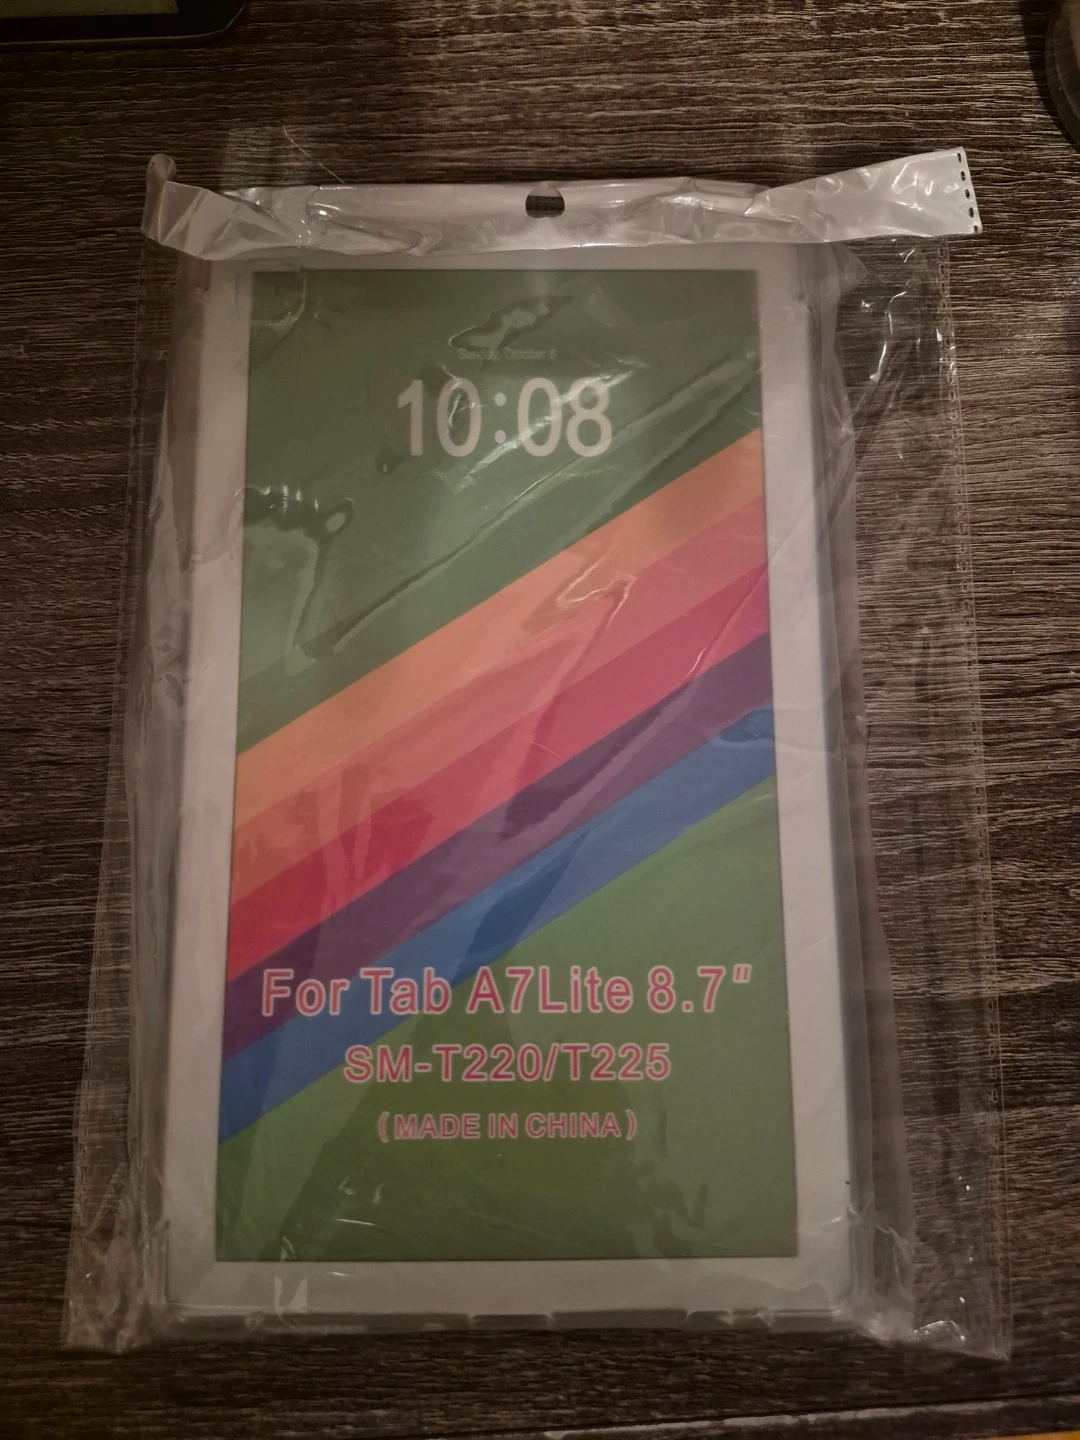 Sunday, October 8
10:08
For Tab A7Lite 8.7"
SM-T220/T225
(MADE IN CHINA)